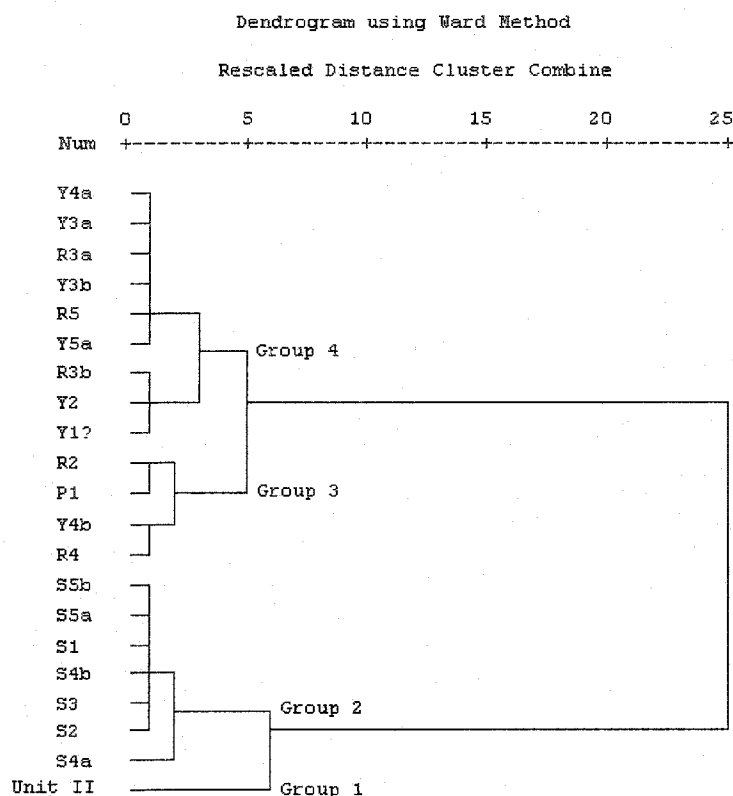 Dendrogram using Ward Method
Rescaled Distance Cluster Combine
0 5 10 15 20 25
Num +---------+---------+---------+---------+---------+
Y4a
Y3a
R3a
Y3b
R5
Y5a
Group 4
R3b
Y2
Y1?
R2
P1
Group 3
Y4b
R4
S5b
S5a
S1
S4b
S3
Group 2
S2
S4a
Unit II
Group 1